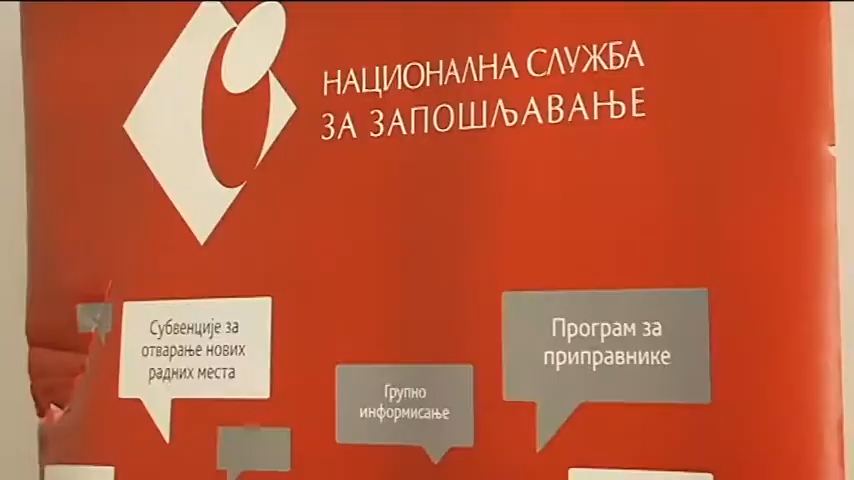 НАЦИОНАЛНА СЛУЖБА
ЗА ЗАПОШЉАВАЊЕ
Субвенције за
отварање нових
радних места
Програм за
приправнике
Групно
информисање